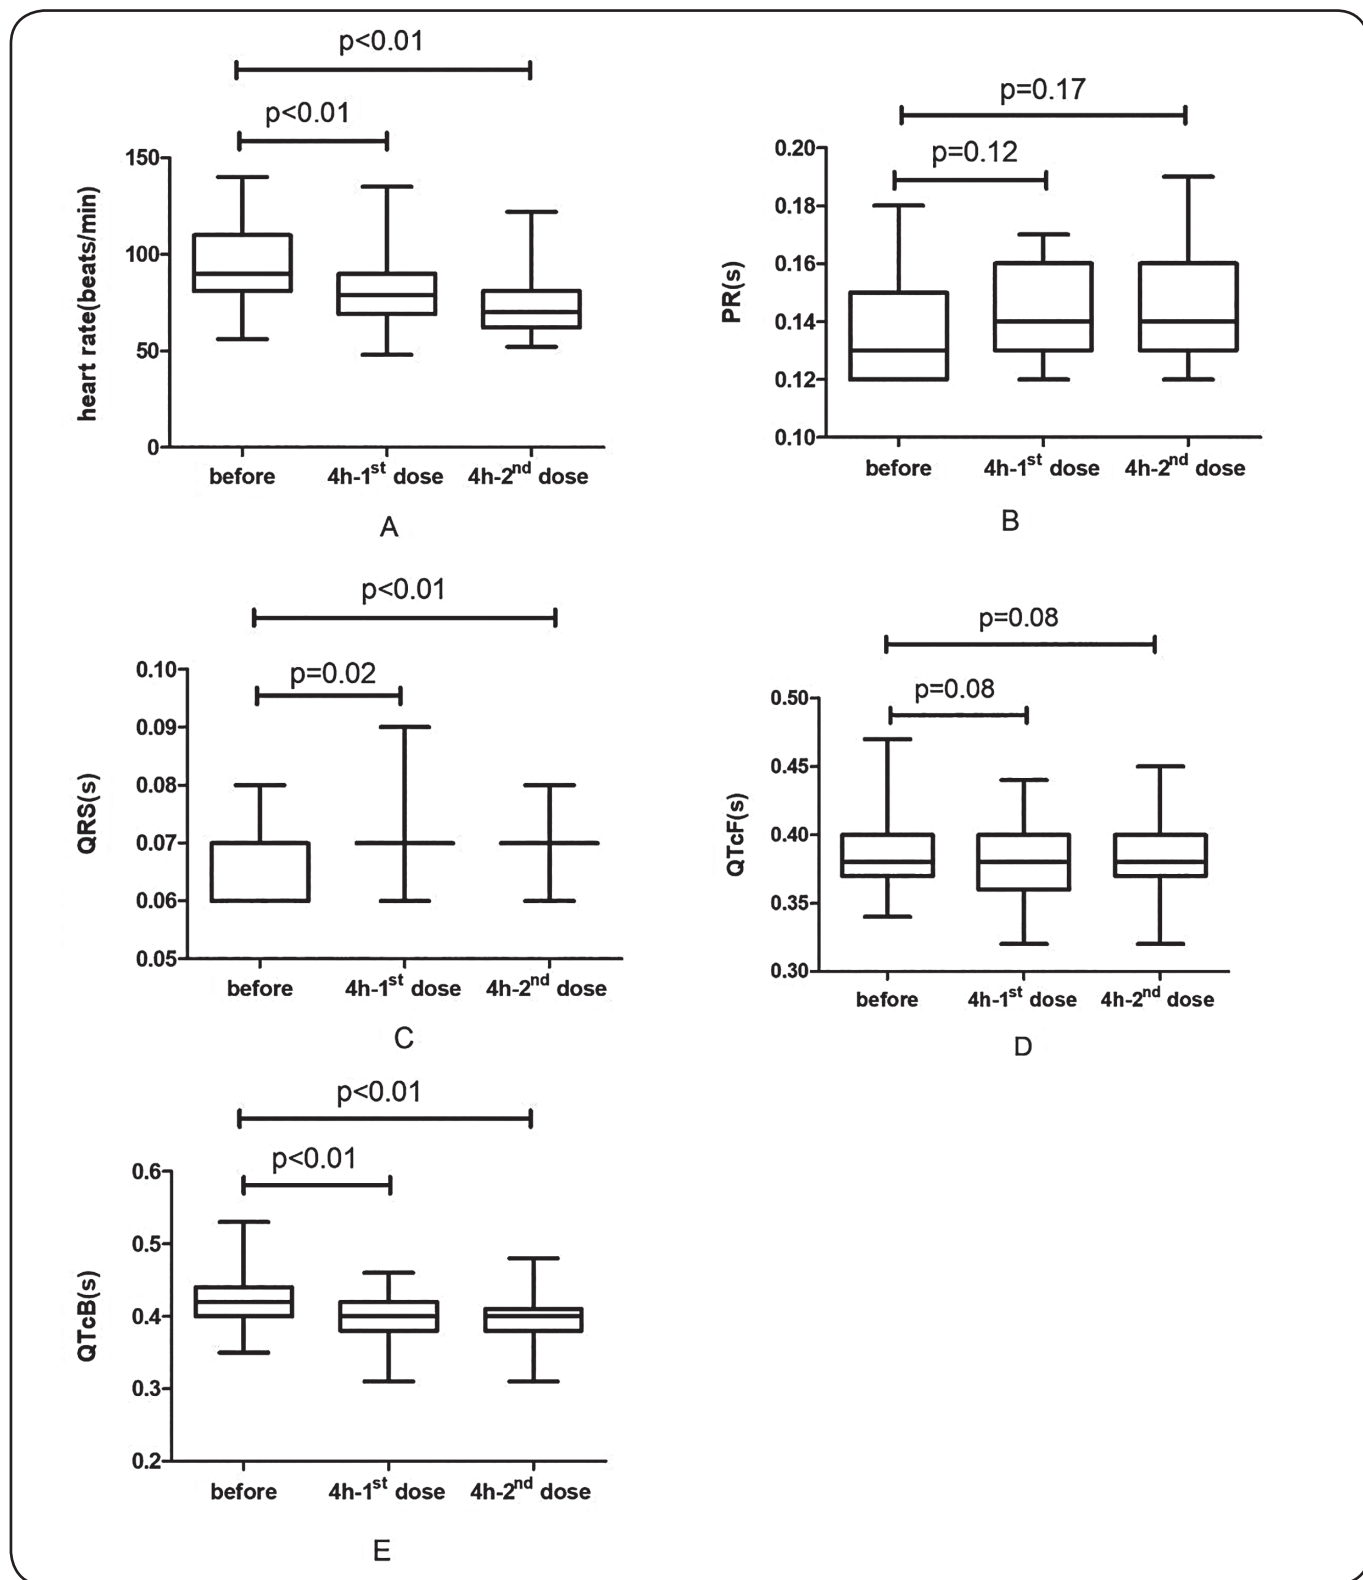 p<0.01
p<0.01
150
100
50
0
heart rate(beats/min)
before 4h-1st dose 4h-2nd dose
A
p=0.17
p=0.12
0.20
0.18
0.16
0.14
0.12
0.10
PR(s)
before 4h-1st dose 4h-2nd dose
B
p<0.01
p=0.02
0.10
0.09
0.08
0.07
0.06
0.05
QRS(s)
before 4h-1st dose 4h-2nd dose
C
p=0.08
p=0.08
0.50
0.45
0.40
0.35
0.30
QTcF(s)
before 4h-1st dose 4h-2nd dose
D
p<0.01
p<0.01
0.6
0.5
0.4
0.3
0.2
QTcB(s)
before 4h-1st dose 4h-2nd dose
E